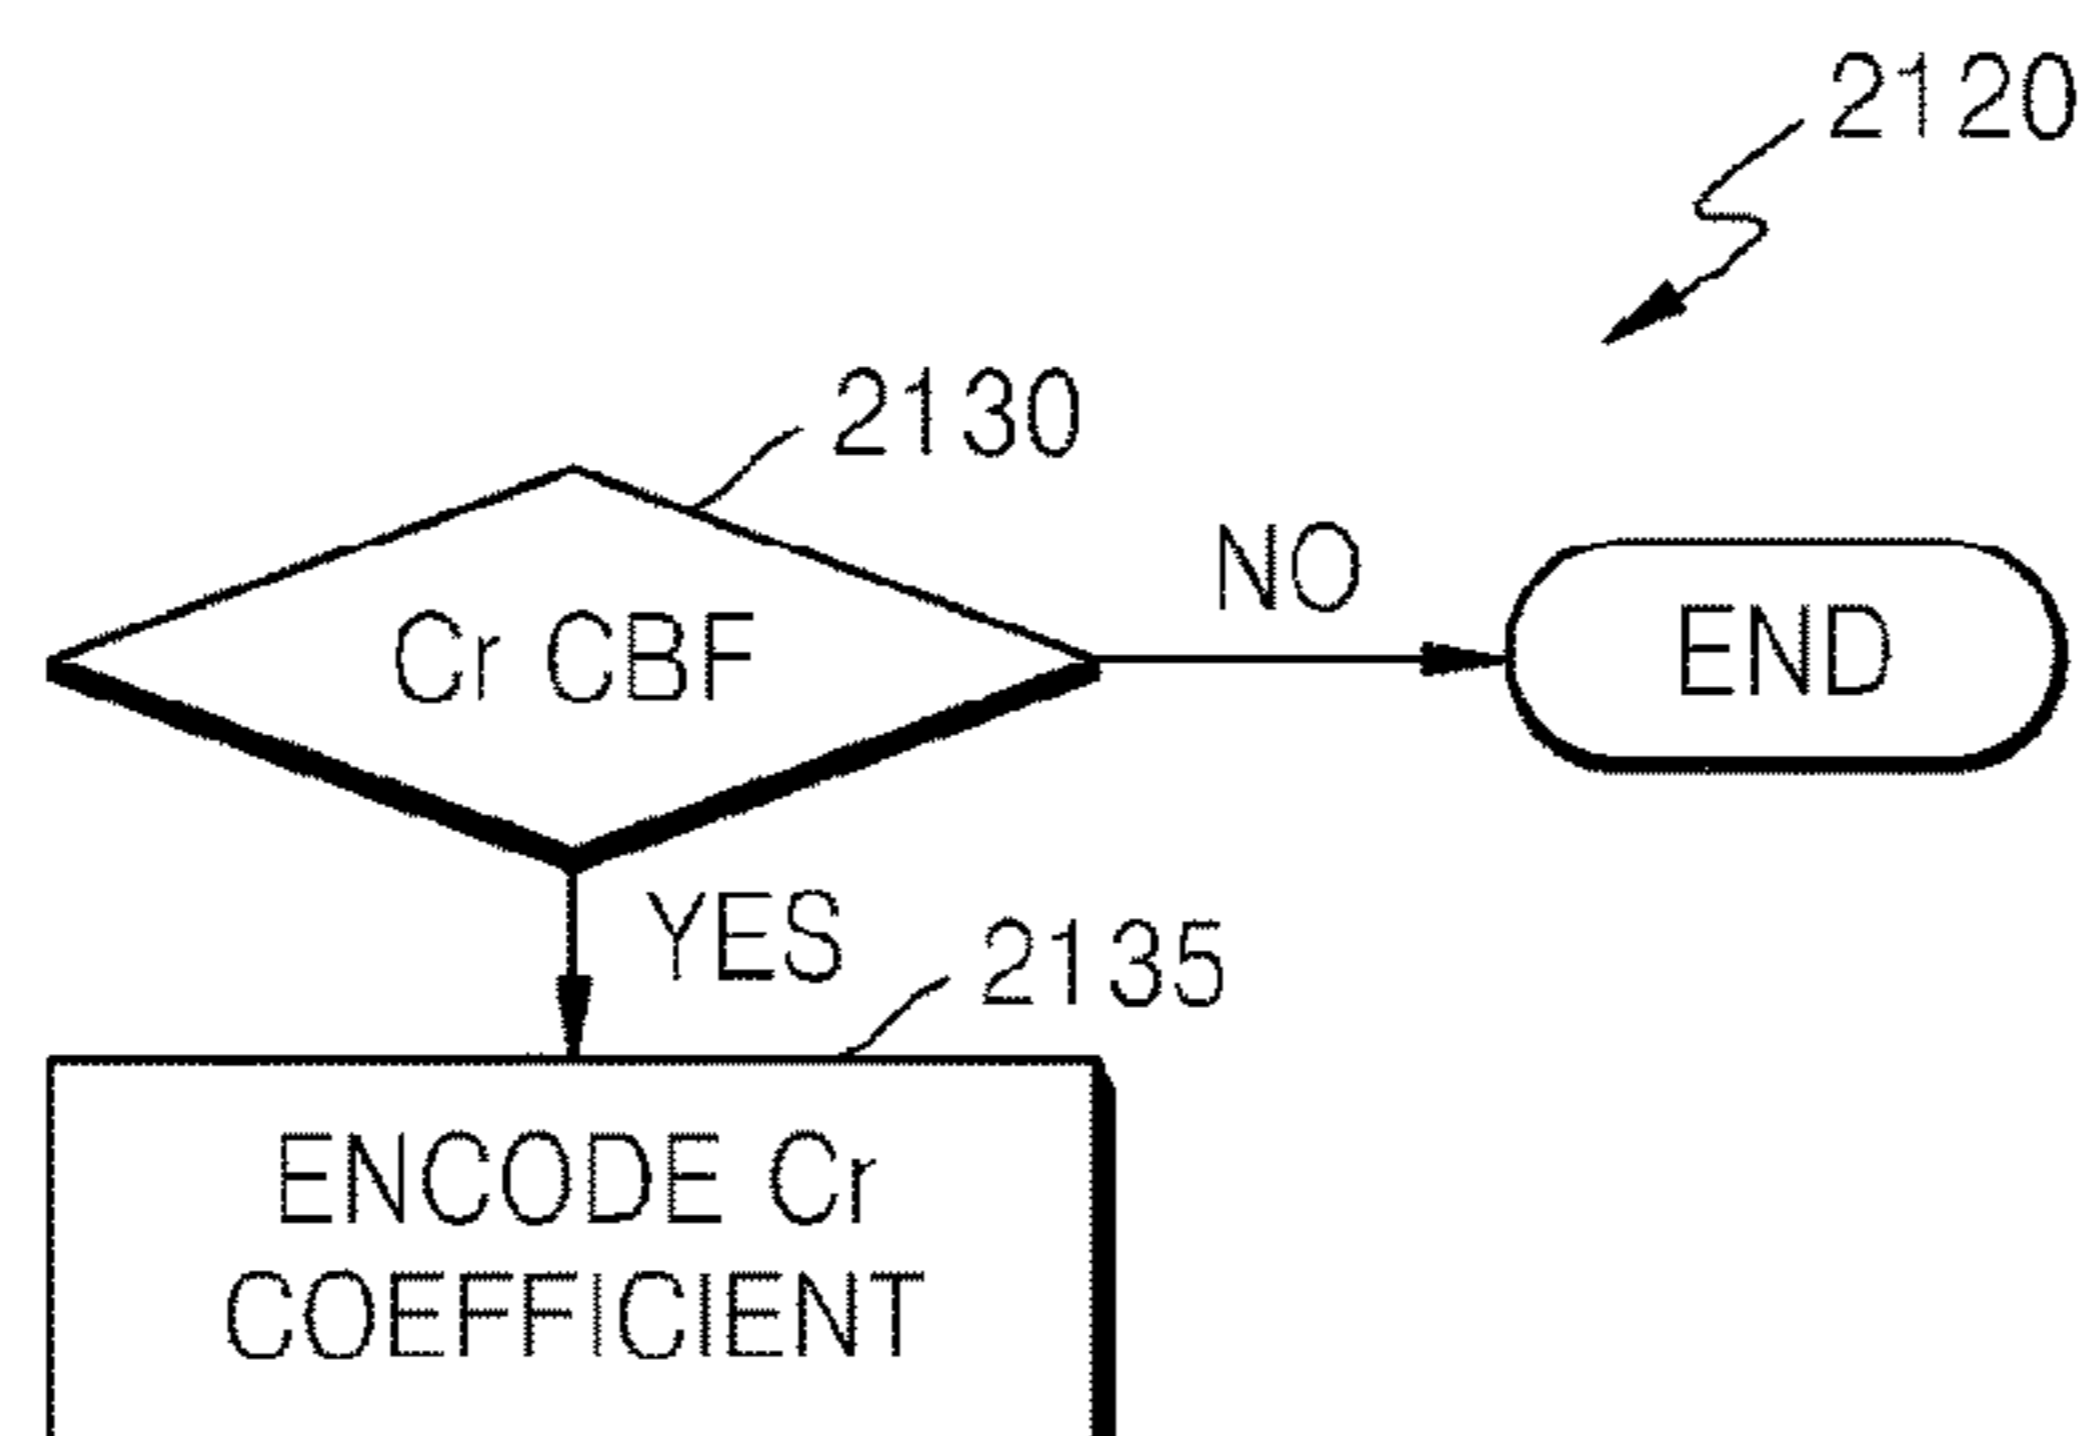 2120
2130
NO
Cr CBF
END
YES
2135
ENCODE Cr
COEFFICIENT